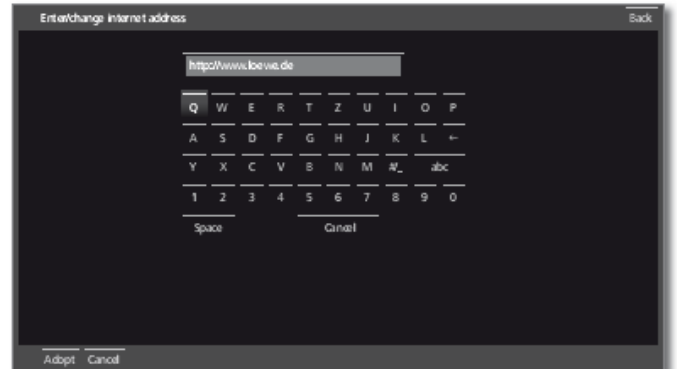 Enter/change internet address Back
http://www.loewe.de
Q W E R T Z U I O P
A S D F G H J K L ←
Y X C V B N M #/_ abc
1 2 3 4 5 6 7 8 9 0
Space Cancel
Adopt Cancel